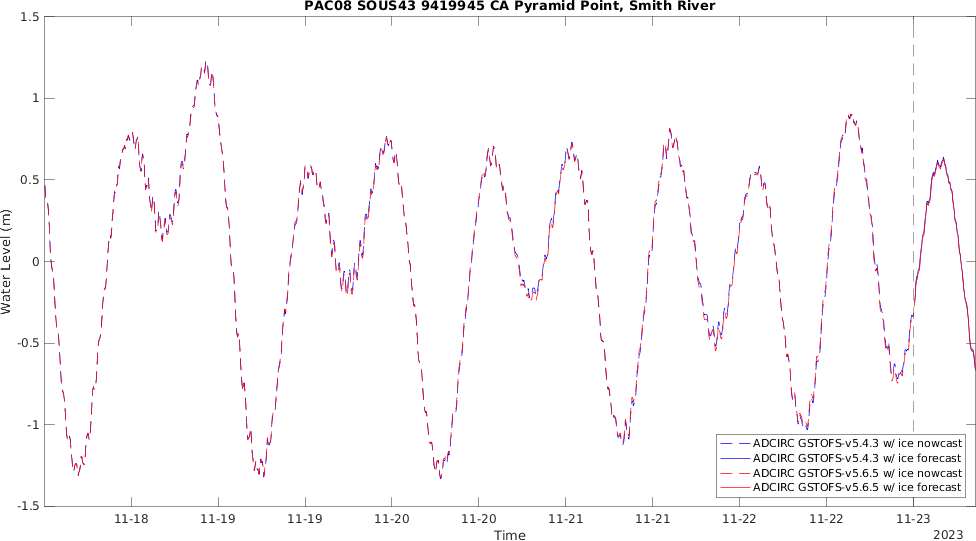 PAC08 SOUS43 9419945 CA Pyramid Point, Smith River
1.5
1
0.5
0
-0.5
-1
-1.5
Water Level (m)
11-18
11-19
11-19
11-20
11-20
11-21
11-21
11-22
11-22
11-23
Time
2023
ADCIRC GSTOFS-v5.4.3 w/ ice nowcast
ADCIRC GSTOFS-v5.4.3 w/ ice forecast
ADCIRC GSTOFS-v5.6.5 w/ ice nowcast
ADCIRC GSTOFS-v5.6.5 w/ ice forecast